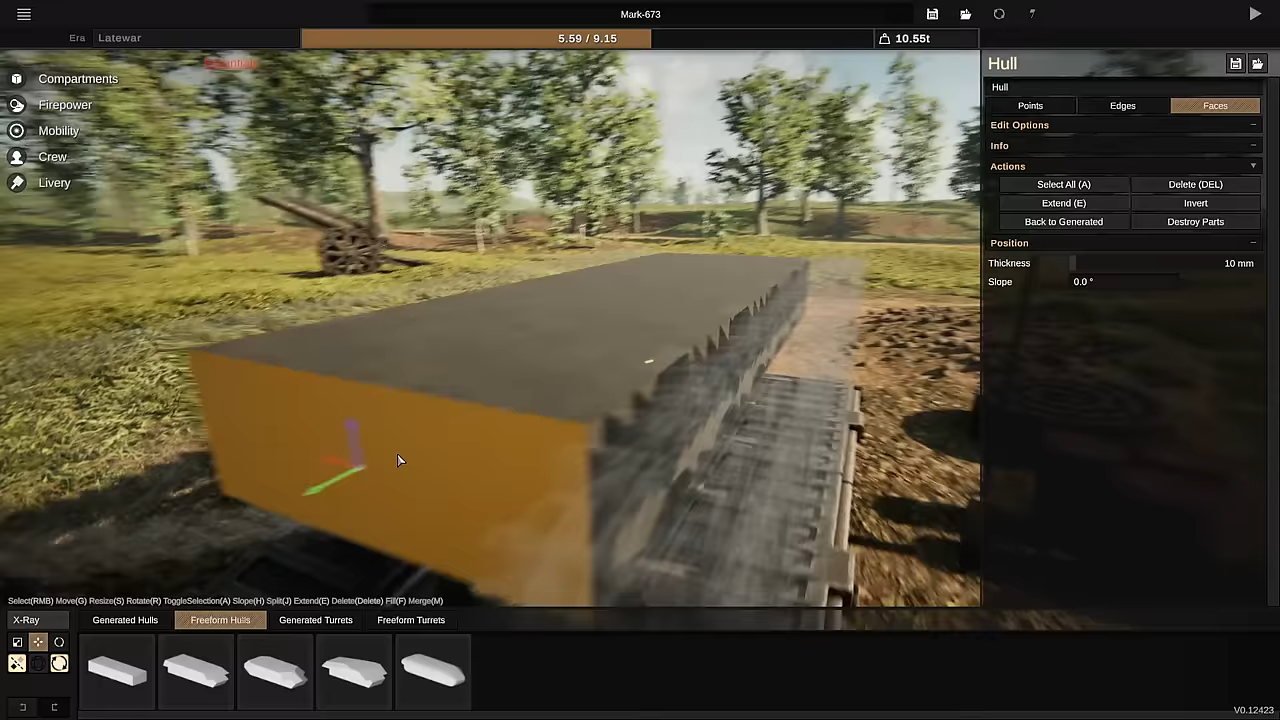 Mark-673
Era Latewar
5.59 / 9.15
10.55t
Compartments
Firepower
Mobility
Crew
Livery
Hull
Hull
Points Edges Faces
Edit Options
Info
Actions
Select All (A) Delete (DEL)
Extend (E) Invert
Back to Generated Destroy Parts
Position
Thickness 10 mm
Slope 0.0 °
Select(RMB) Move(G) Resize(S) Rotate(R) ToggleSelection(A) Slope(H) Split(J) Extend(E) Delete(Delete) Fill(F) Merge(M)
X-Ray
Generated Hulls Freeform Hulls Generated Turrets Freeform Turrets
V0.12423